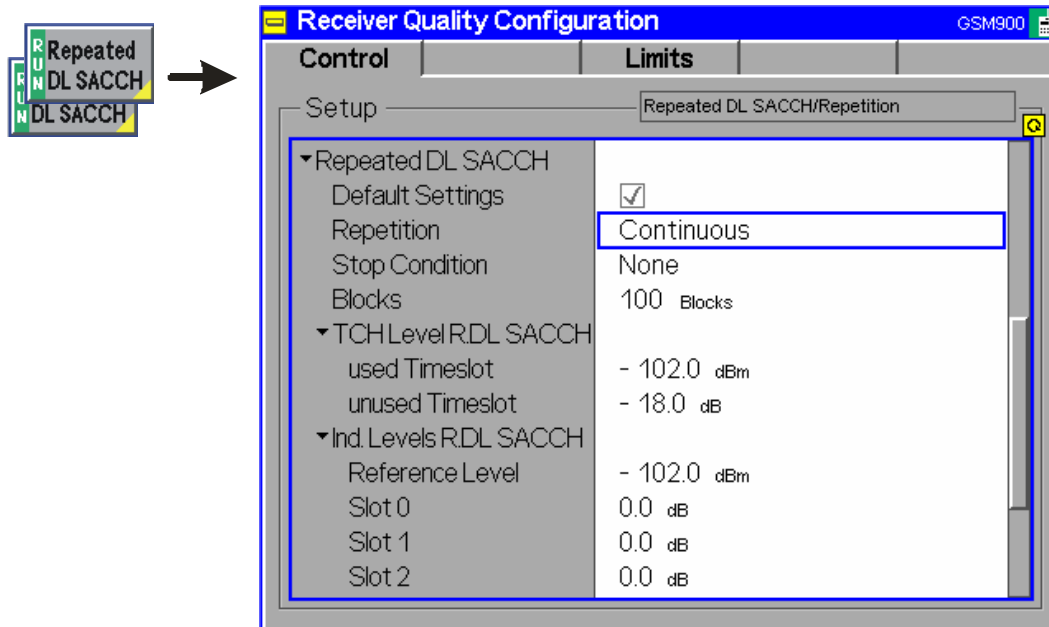 RUN Repeated
DL SACCH
RUN DL SACCH
Receiver Quality Configuration GSM900
Control Limits
Setup Repeated DL SACCH/Repetition
Repeated DL SACCH
Default Settings
Repetition Continuous
Stop Condition None
Blocks 100 Blocks
TCH Level R.DL SACCH
used Timeslot - 102.0 dBm
unused Timeslot - 18.0 dB
Ind. Levels R.DL SACCH
Reference Level - 102.0 dBm
Slot 0 0.0 dB
Slot 1 0.0 dB
Slot 2 0.0 dB